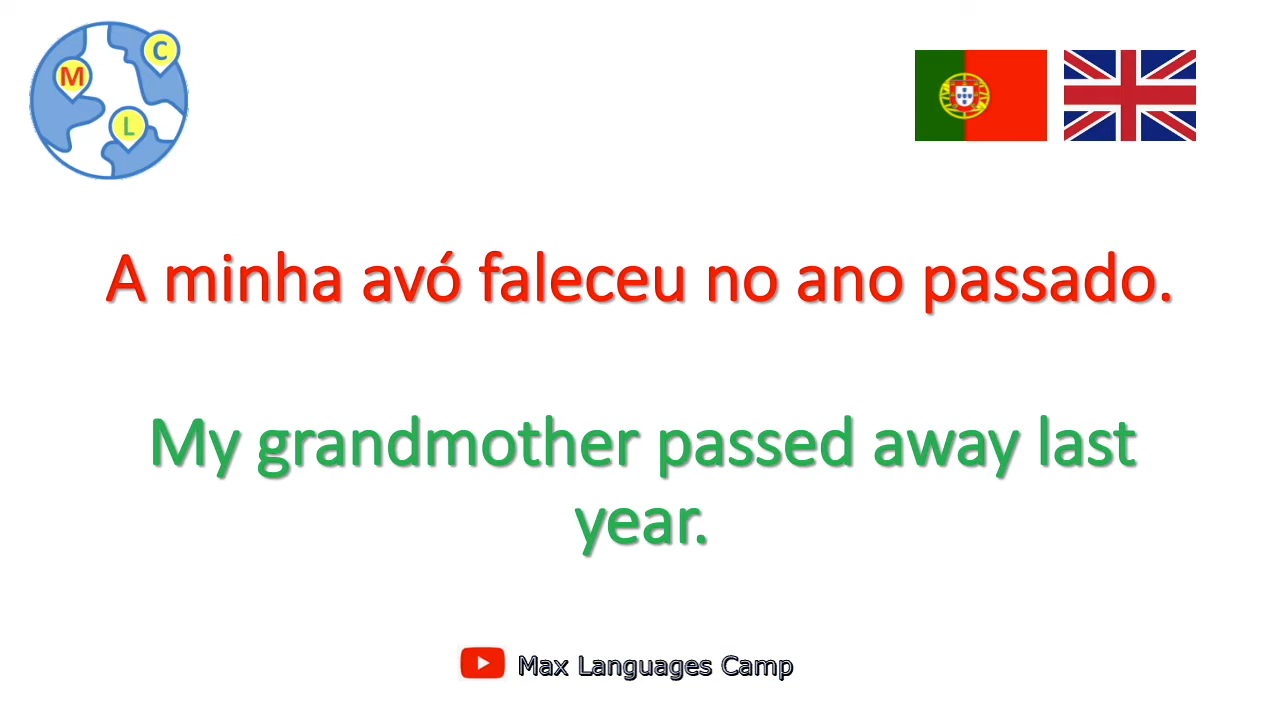 C
M
L
A minha avó faleceu no ano passado.
My grandmother passed away last
year.
Max Languages Camp